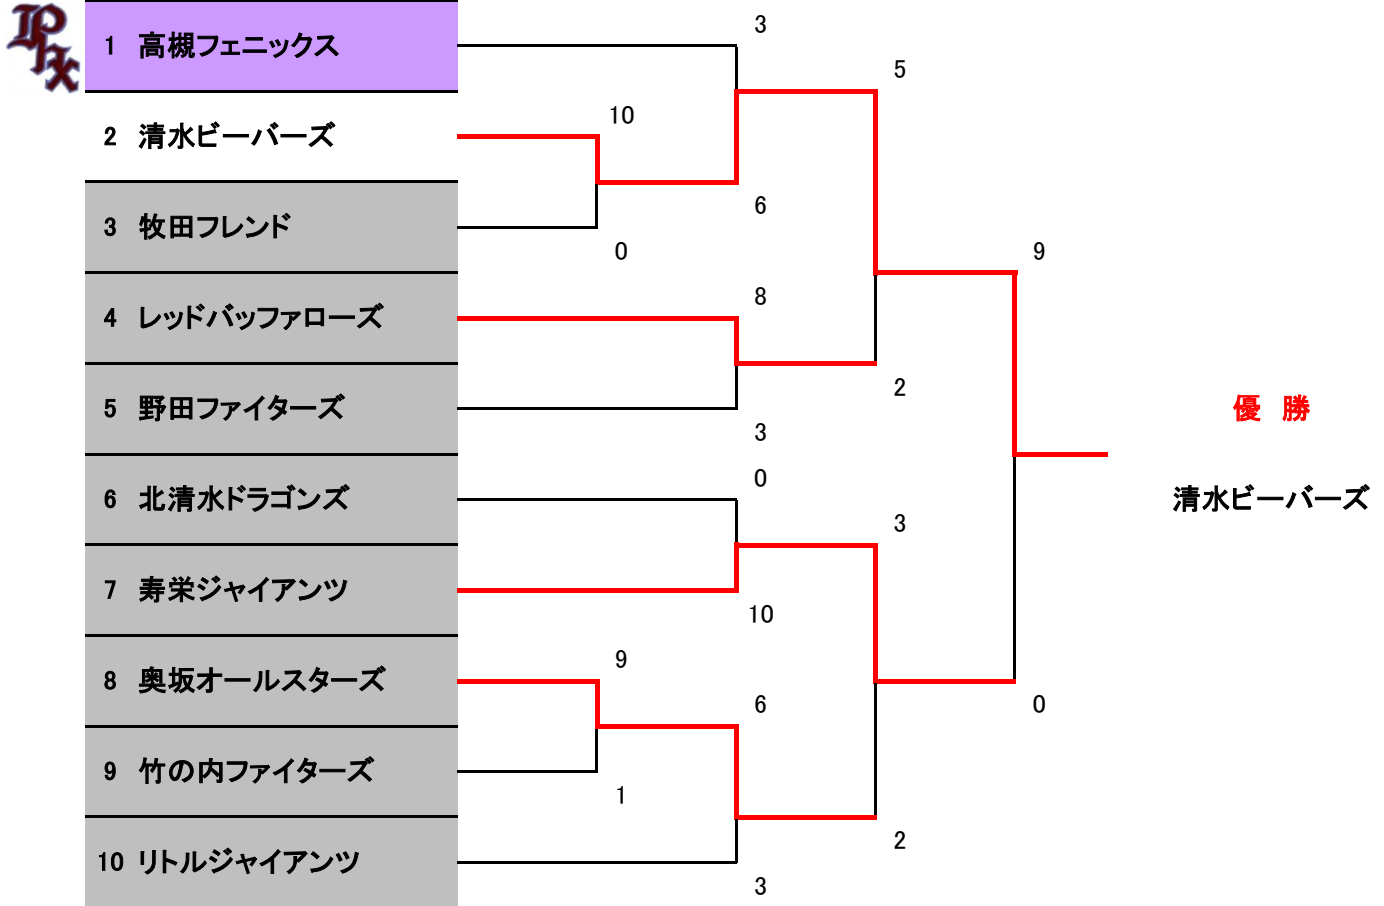 PhX
1 高槻フェニックス
2 清水ビーバーズ
3 牧田フレンド
4 レッドバッファローズ
5 野田ファイターズ
6 北清水ドラゴンズ
7 寿栄ジャイアンツ
8 奥坂オールスターズ
9 竹の内ファイターズ
10 リトルジャイアンツ
10
0
9
1
3
6
8
3
0
10
6
3
5
2
3
2
9
0
優 勝
清水ビーバーズ